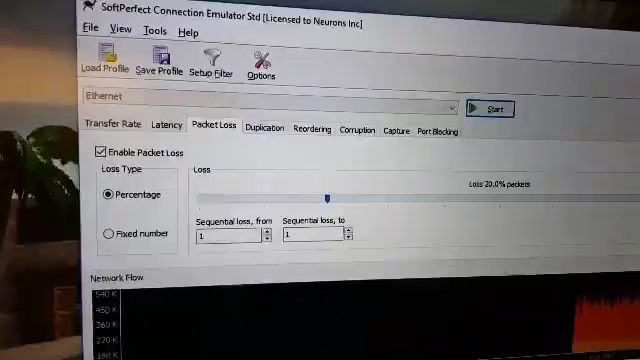 SoftPerfect Connection Emulator Std [Licensed to Neurons Inc]
File View Tools Help
Load Profile Save Profile Setup Filter Options
Ethernet Start
Transfer Rate Latency Packet Loss Duplication Reordering Corruption Capture Port Blocking
Enable Packet Loss
Loss Type Loss
Loss 20.0% packets
Percentage
Sequential loss, from Sequential loss, to
Fixed number 1 1
Network Flow
540 K
450 K
360 K
270 K
180 K